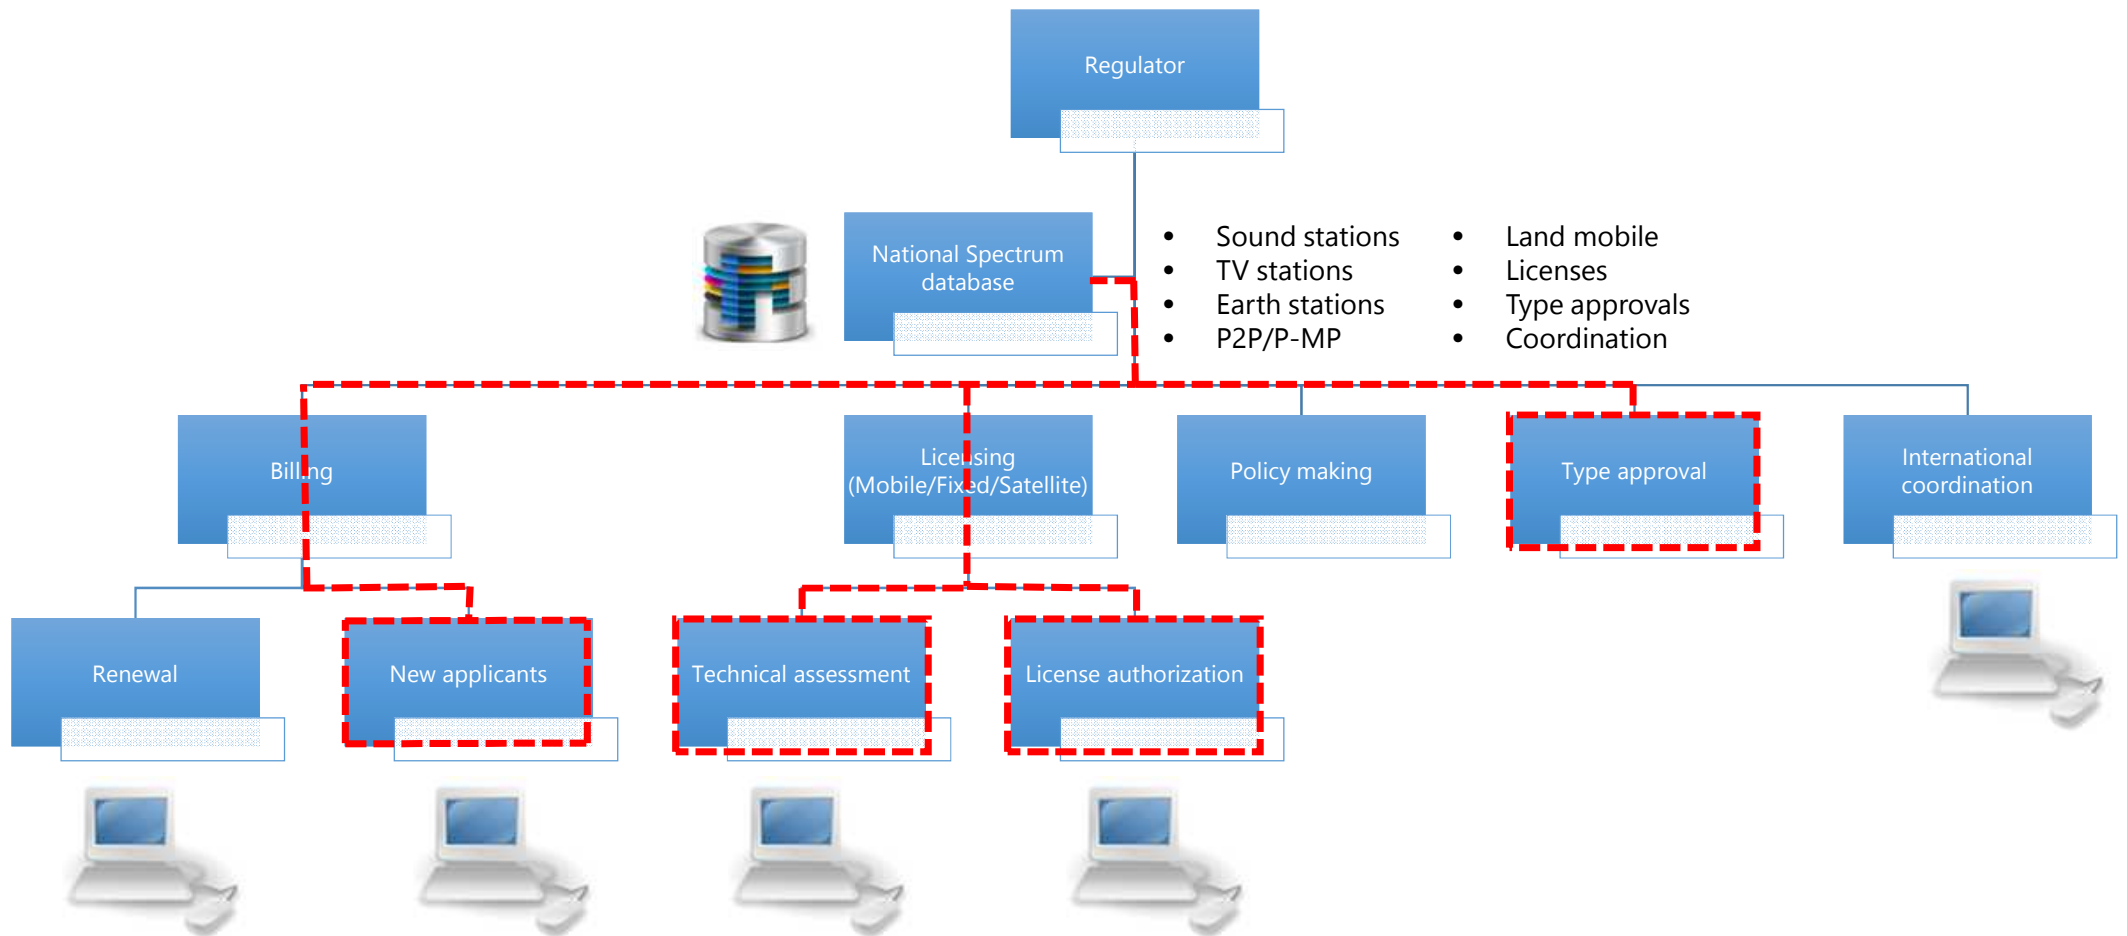 Regulator
National Spectrum
database
• Sound stations
• TV stations
• Earth stations
• P2P/P-MP
• Land mobile
• Licenses
• Type approvals
• Coordination
Billing
Licensing
(Mobile/Fixed/Satellite)
Policy making
Type approval
International
coordination
Renewal
New applicants
Technical assessment
License authorization